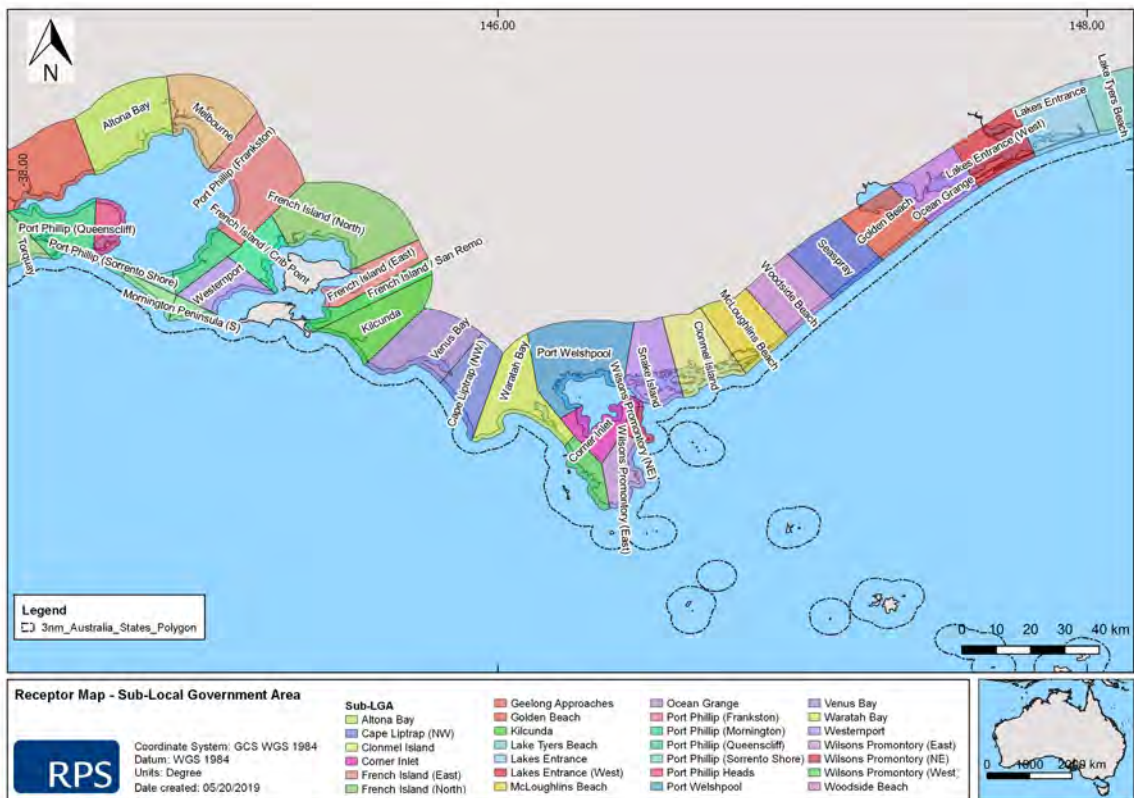 146.00
148.00
-38.00
N
Altona Bay
Melbourne
Port Phillip (Frankston)
French Island (North)
French Island / Crib Point
French Island (East)
French Island / San Remo
Port Phillip (Queenscliff)
Port Phillip (Sorrento Shore)
Torquay
Westernport
Mornington Peninsula (S)
Kilcunda
Venus Bay
Cape Liptrap (NW)
Waratah Bay
Port Welshpool
Corner Inlet
Wilsons Promontory (NE)
Wilsons Promontory (East)
Snake Island
Clonmel Island
McLoughlins Beach
Woodside Beach
Seaspray
Golden Beach
Ocean Grange
Lakes Entrance (West)
Lakes Entrance
Lake Tyers Beach
Legend
3nm_Australia_States_Polygon
0 10 20 30 40 km
Receptor Map - Sub-Local Government Area
RPS
Coordinate System: GCS WGS 1984
Datum: WGS 1984
Units: Degree
Date created: 05/20/2019
Sub-LGA
Altona Bay
Cape Liptrap (NW)
Clonmel Island
Corner Inlet
French Island (East)
French Island (North)
Geelong Approaches
Golden Beach
Kilcunda
Lake Tyers Beach
Lakes Entrance
Lakes Entrance (West)
McLoughlins Beach
Ocean Grange
Port Phillip (Frankston)
Port Phillip (Mornington)
Port Phillip (Queenscliff)
Port Phillip (Sorrento Shore)
Port Phillip Heads
Port Welshpool
Venus Bay
Waratah Bay
Westernport
Wilsons Promontory (East)
Wilsons Promontory (NE)
Wilsons Promontory (West
Woodside Beach
0 1000 2000 km